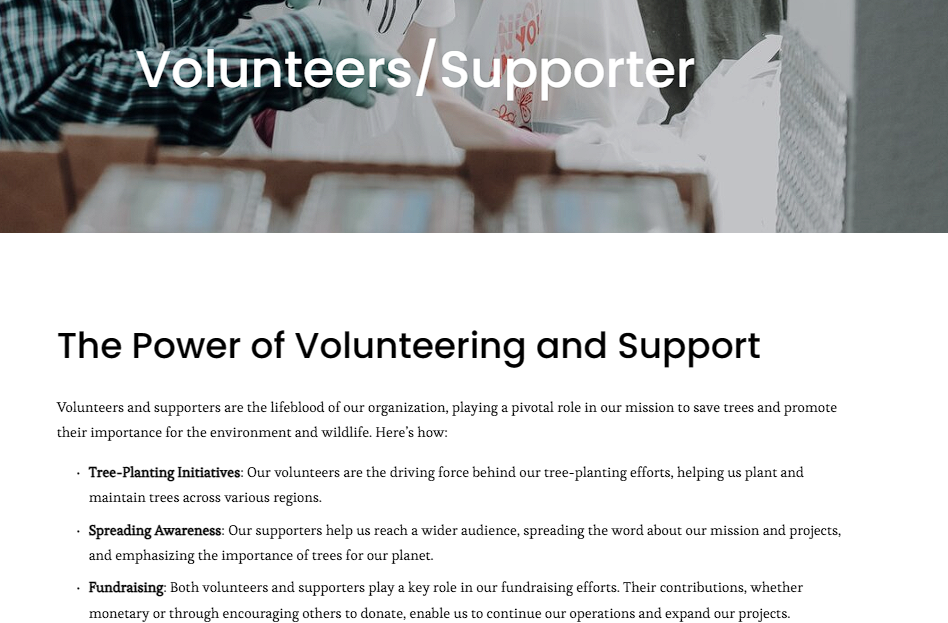 Volunteers/Supporter
The Power of Volunteering and Support
Volunteers and supporters are the lifeblood of our organization, playing a pivotal role in our mission to save trees and promote
their importance for the environment and wildlife. Here's how:
· Tree-Planting Initiatives: Our volunteers are the driving force behind our tree-planting efforts, helping us plant and
maintain trees across various regions.
· Spreading Awareness: Our supporters help us reach a wider audience, spreading the word about our mission and projects,
and emphasizing the importance of trees for our planet.
· Fundraising: Both volunteers and supporters play a key role in our fundraising efforts. Their contributions, whether
monetary or through encouraging others to donate, enable us to continue our operations and expand our projects.